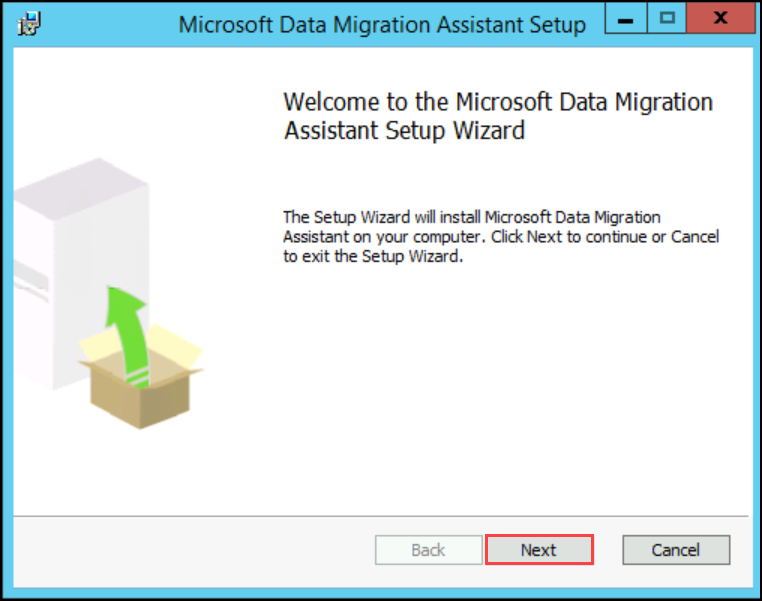 Microsoft Data Migration Assistant Setup
Welcome to the Microsoft Data Migration
Assistant Setup Wizard
The Setup Wizard will install Microsoft Data Migration
Assistant on your computer. Click Next to continue or Cancel
to exit the Setup Wizard.
Back
Next
Cancel